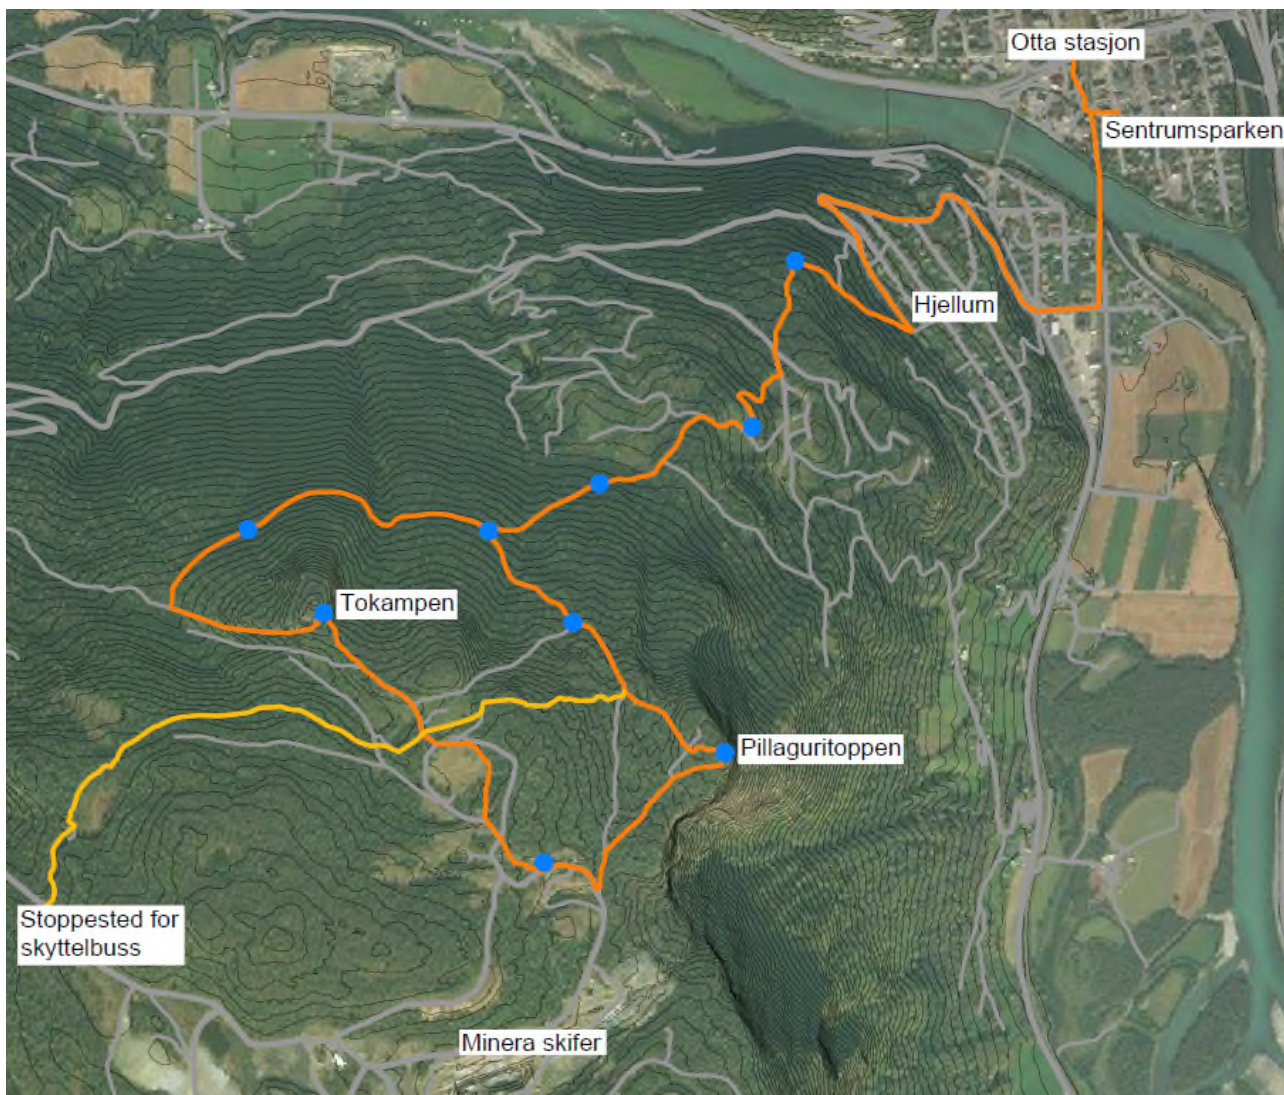 Otta stasjon
Sentrumsparken
Hjellum
Tokampen
Pillaguritoppen
Stoppested for
skyttelbuss
Minera skifer